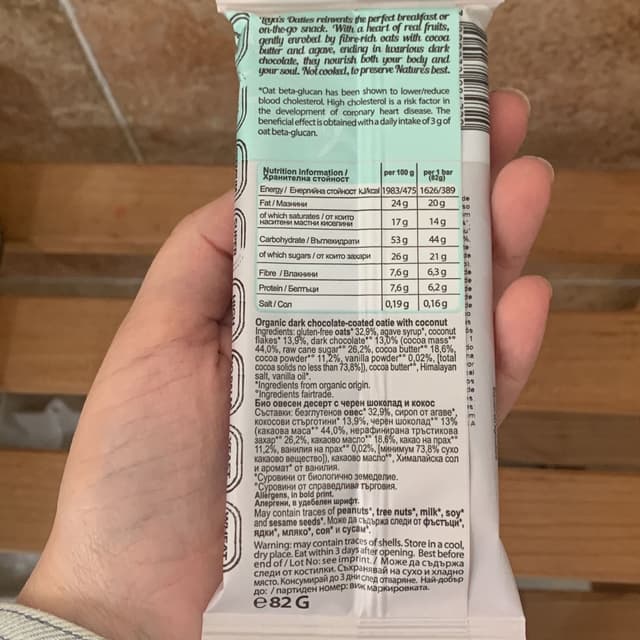 Roya's Oatties reinvents the perfect breakfast or
on-the-go snack. With a heart of real fruits,
gently enrobed by fibre-rich oats with cocoa
butter and agave, ending in luxurious dark
chocolate, they nourish both your body and
your soul. Not cooked, to preserve Nature's best.
*Oat beta-glucan has been shown to lower/reduce
blood cholesterol. High cholesterol is a risk factor in
the development of coronary heart disease. The
beneficial effect is obtained with a daily intake of 3 g of
oat beta-glucan.
Nutrition Information / per 100 g per 1 bar
Хранителна стойност (82g)
Energy / Енергийна стойност kJ/kcal 1983/475 1626/389
Fat / Мазнини 24 g 20 g
of which saturates / от които
наситени мастни киселини 17 g 14 g
Carbohydrate / Въглехидрати 53 g 44 g
of which sugars / от които захари 26 g 21 g
Fibre / Влакнини 7,6 g 6,3 g
Protein / Белтъци 7,6 g 6,2 g
Salt / Сол 0,19 g 0,16 g
Organic dark chocolate-coated oatie with coconut
Ingredients: gluten-free oats* 32,9%, agave syrup*, coconut
flakes* 13,9%, dark chocolate** 13,0% (cocoa mass**
44,0%, raw cane sugar** 26,2%, cocoa butter** 18,6%,
cocoa powder** 11,2%, vanilla powder** 0,02%, [total
cocoa solids no less than 73,8%]), cocoa butter**, Himalayan
salt, vanilla oil*.
*Ingredients from organic origin.
**Ingredients fairtrade.
Био овесен десерт с черен шоколад и кокос
Съставки: безглутенов овес* 32,9%, сироп от агаве*,
кокосови стърготини* 13,9%, черен шоколад** 13%
(какаова маса** 44,0%, нерафинирана тръстикова
захар** 26,2%, какаово масло** 18,6%, какао на прах**
11,2%, ванилия на прах** 0,02%, [минимум 73,8% сухо
какаово вещество]), какаово масло**, Хималайска сол
и аромат* от ванилия.
*Суровини от биологично земеделие.
**Суровини от справедлива търговия.
Allergens, in bold print.
Алергени, в удебелен шрифт.
May contain traces of peanuts*, tree nuts*, milk*, soy*
and sesame seeds*. Може да съдържа следи от фъстъци*,
ядки*, мляко*, соя* и сусам*.
Warning: may contain traces of shells. Store in a cool,
dry place. Eat within 3 days after opening. Best before
end of / Lot No: see imprint. / Може да съдържа
следи от костилки. Съхранявай на сухо и хладно
място. Консумирай до 3 дни след отваряне. Най-добър
до: / партиден номер: виж маркировката.
e 82 G